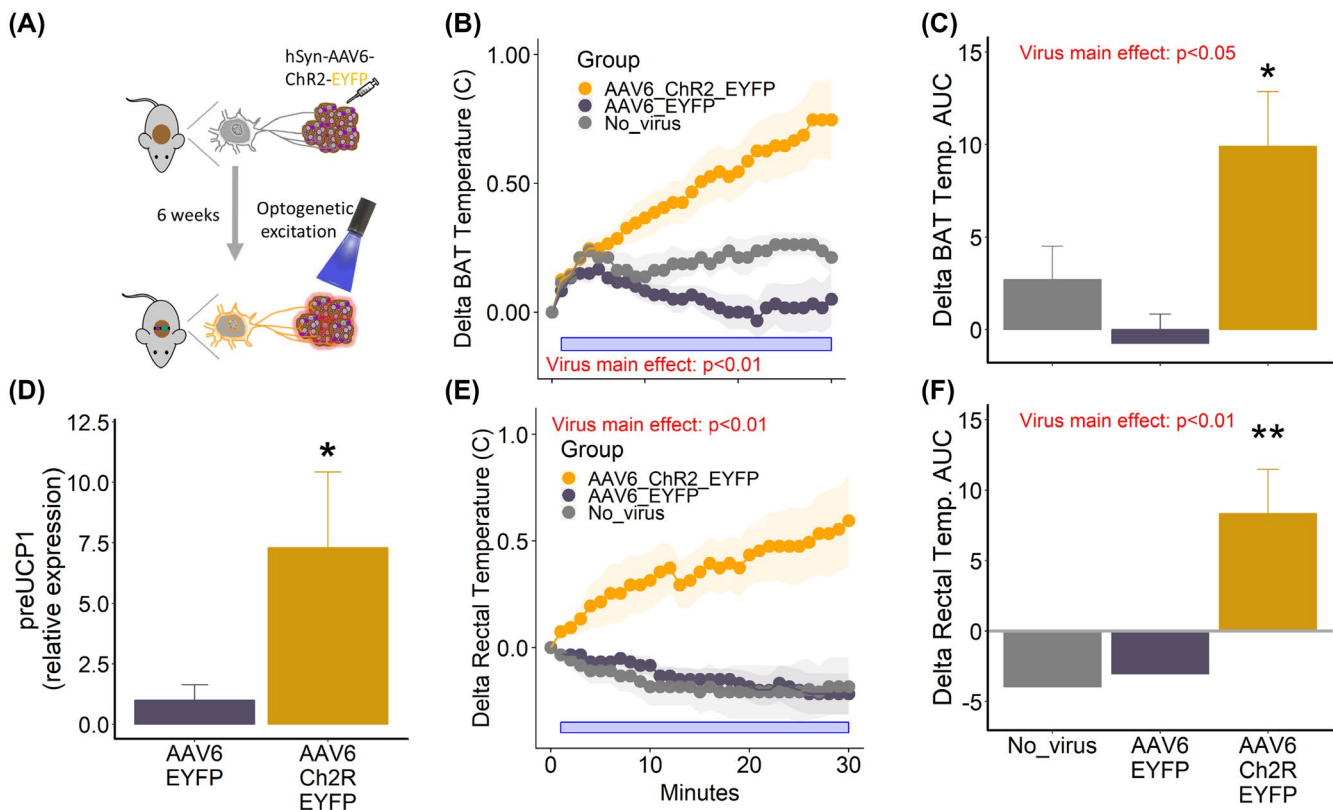 (A)
hSyn-AAV6-
ChR2-EYFP
6 weeks
Optogenetic
excitation
(B)
Delta BAT Temperature (C)
1.00
0.50
0.00
Group
AAV6_ChR2_EYFP
AAV6_EYFP
No_virus
Virus main effect: p<0.01
0
10
20
30
(C)
Delta BAT Temp. AUC
15
10
5
0
Virus main effect: p<0.05
*
(D)
preUCP1
(relative expression)
12.5
10.0
7.5
5.0
2.5
0.0
*
AAV6
EYFP
AAV6
Ch2R
EYFP
(E)
Delta Rectal Temperature (C)
1.0
0.5
0.0
Virus main effect: p<0.01
Group
AAV6_ChR2_EYFP
AAV6_EYFP
No_virus
0
10
20
30
Minutes
(F)
Delta Rectal Temp. AUC
15
10
5
0
-5
Virus main effect: p<0.01
**
No_virus
AAV6
EYFP
AAV6
Ch2R
EYFP